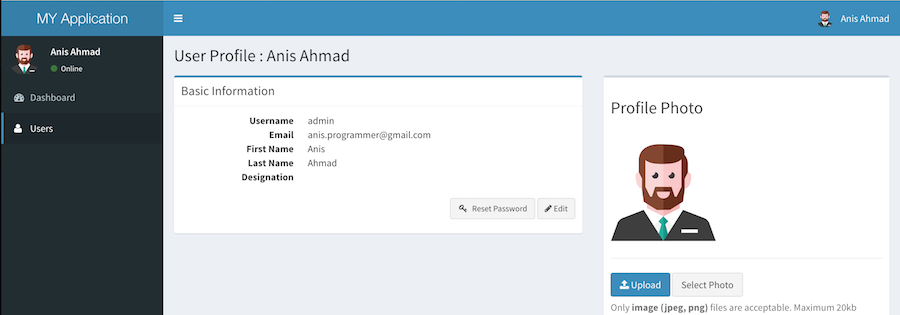 MY Application
Anis Ahmad
Anis Ahmad
Online
Dashboard
Users
User Profile : Anis Ahmad
Basic Information
Username admin
Email anis.programmer@gmail.com
First Name Anis
Last Name Ahmad
Designation
Reset Password Edit
Profile Photo
Upload Select Photo
Only image (jpeg, png) files are acceptable. Maximum 20kb